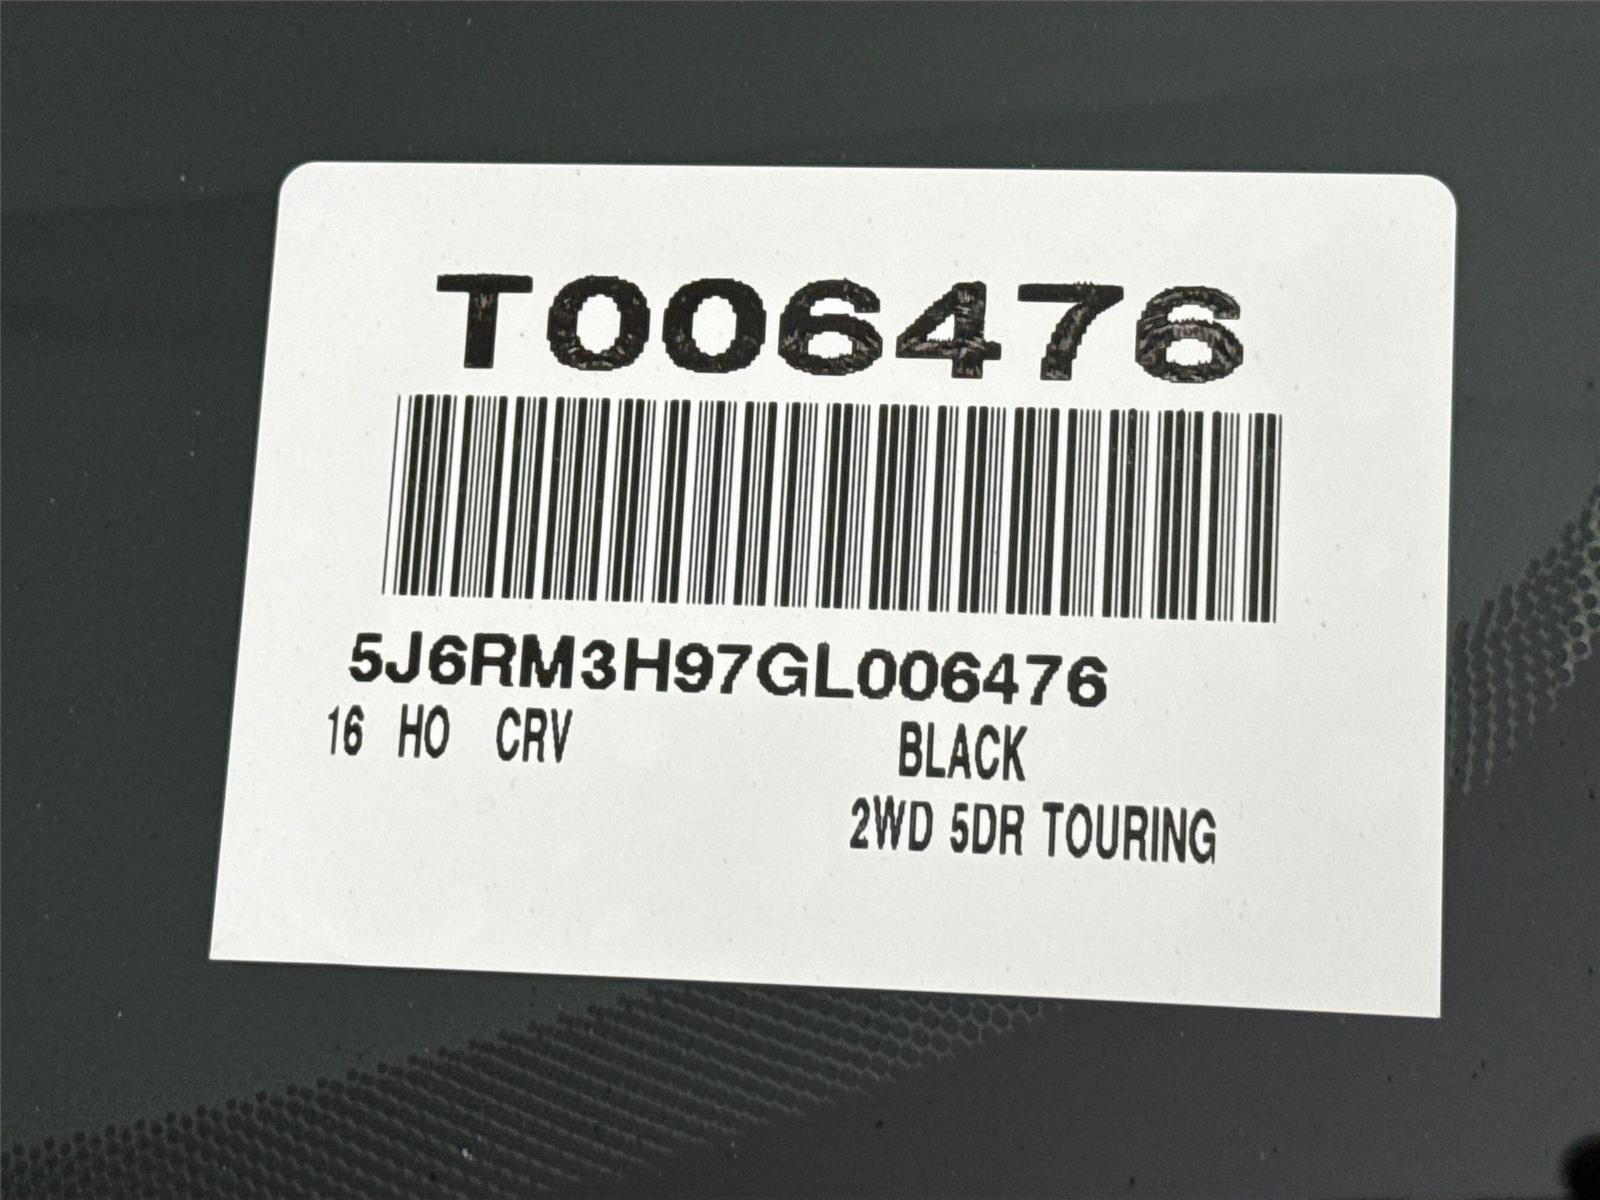 T006476
5J6RM3H97GL006476
16 HO CRV BLACK
2WD 5DR TOURING